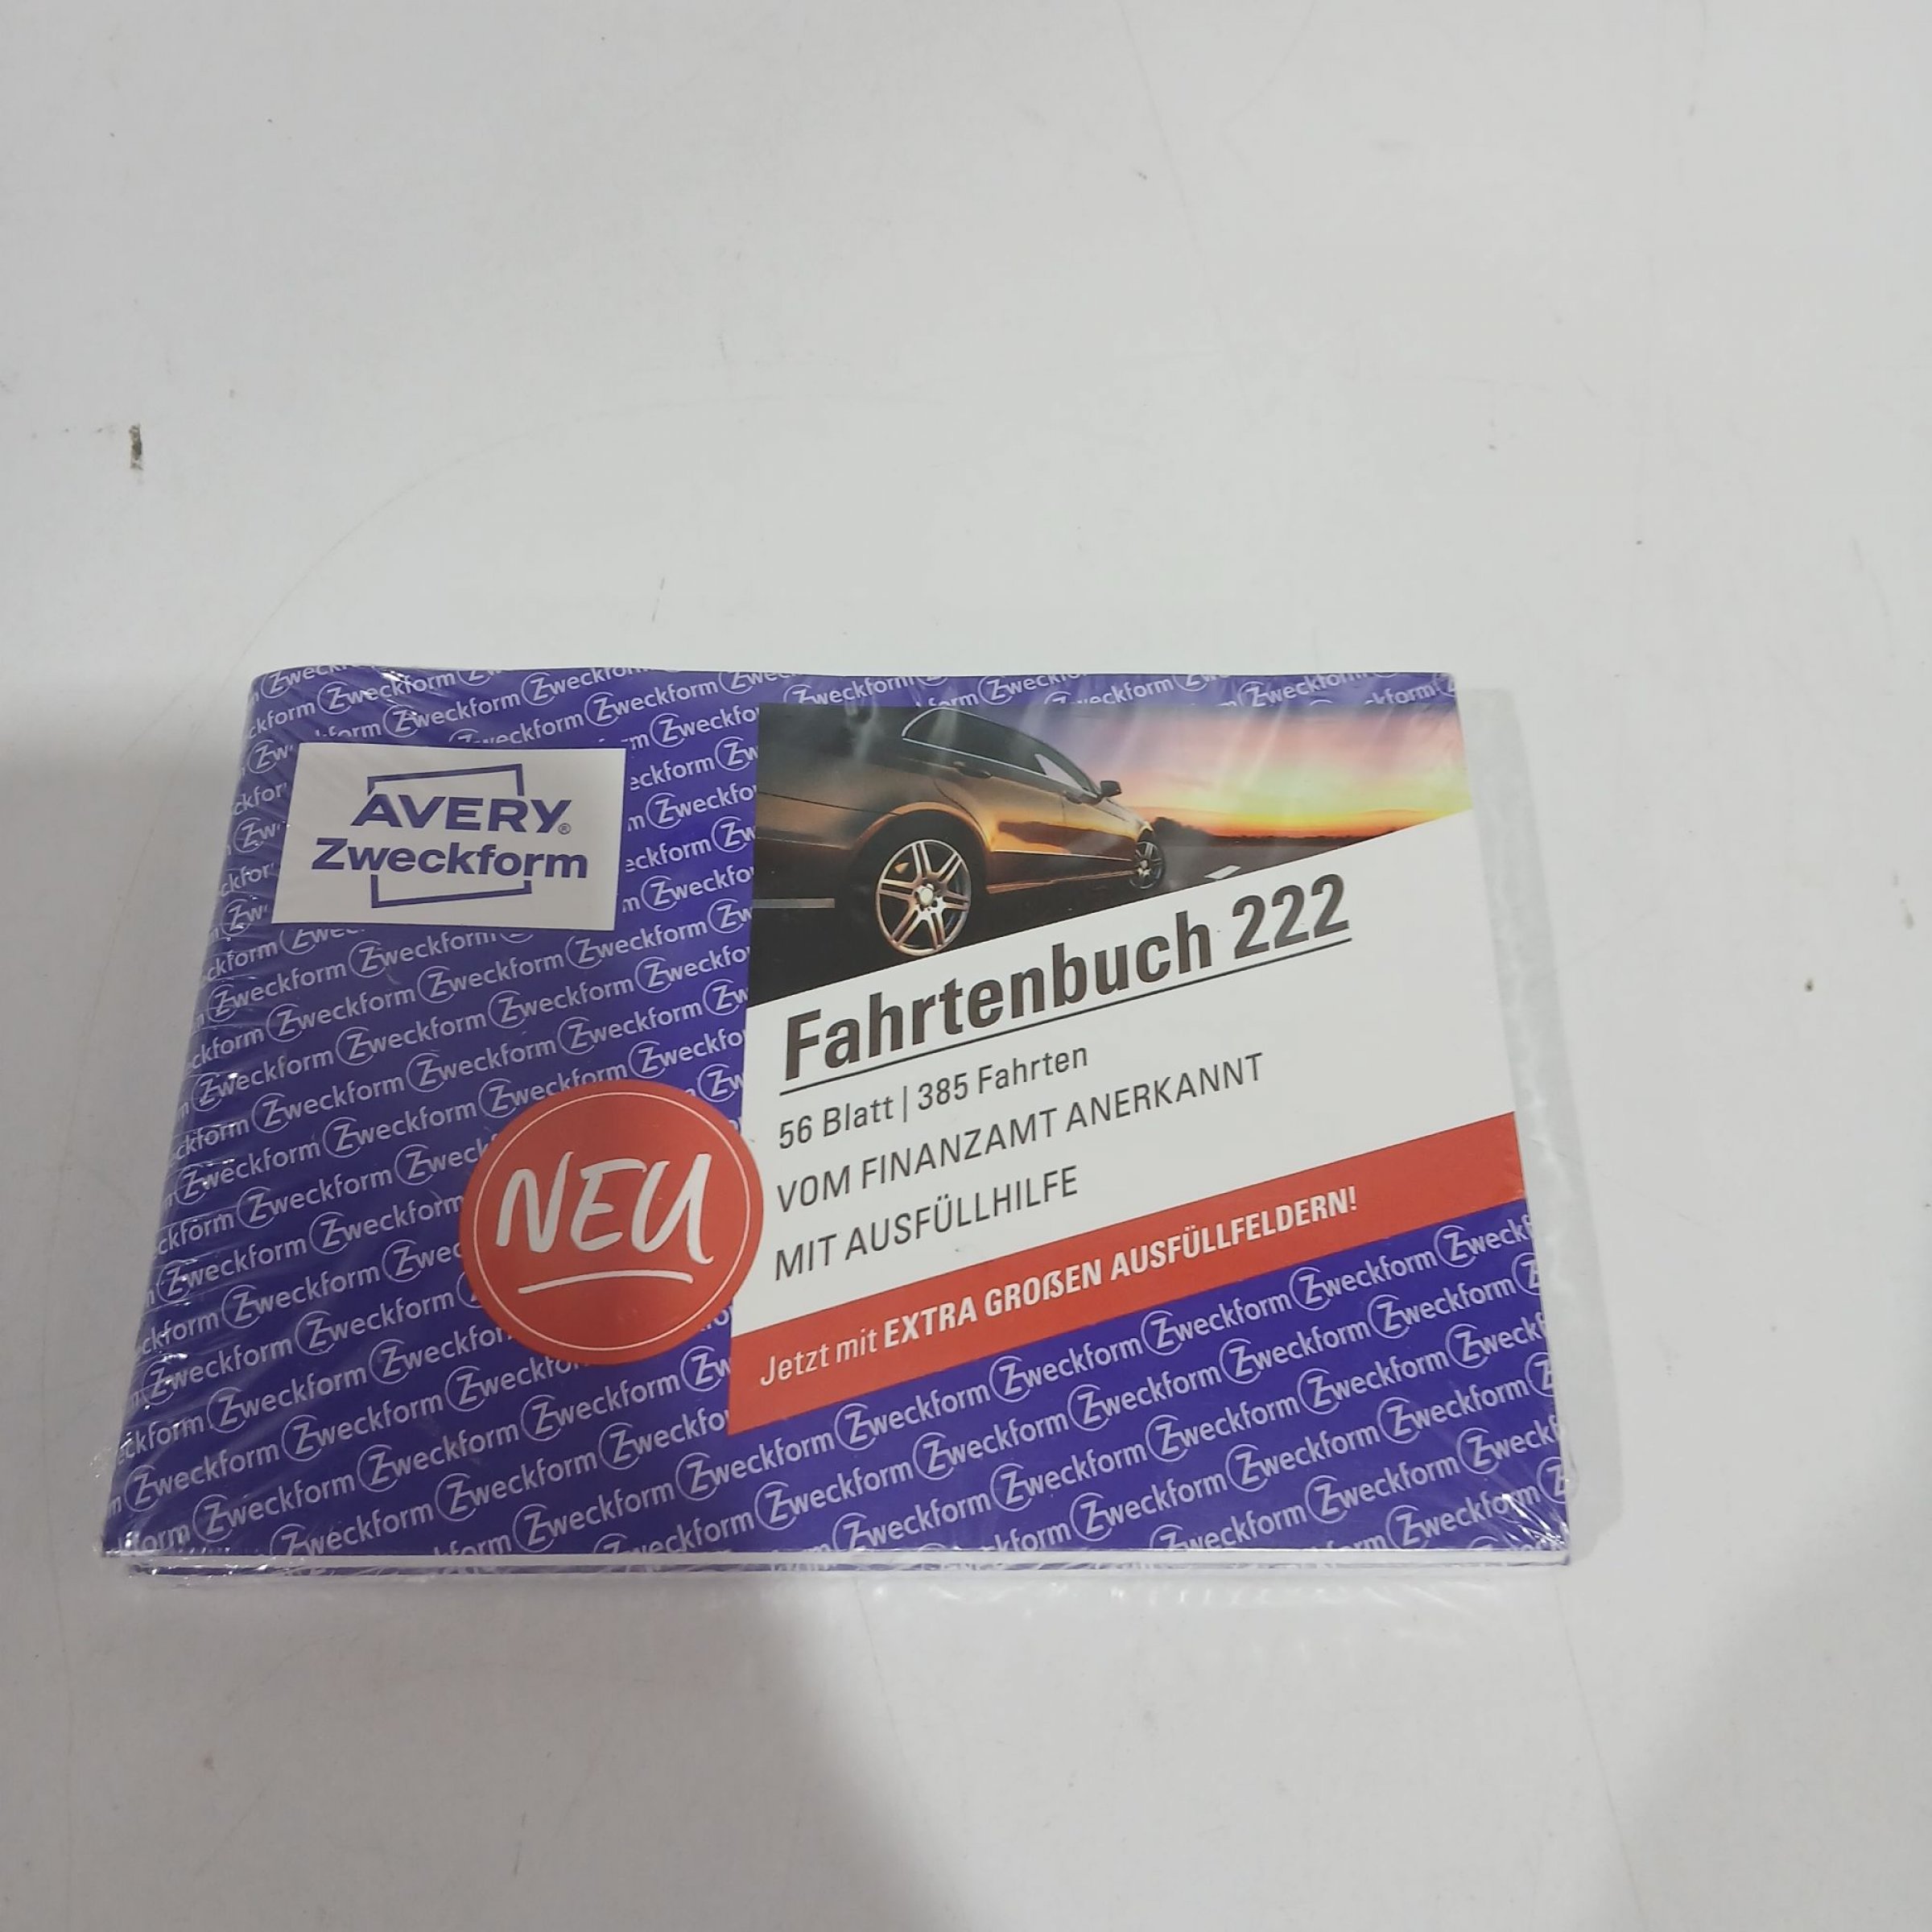 AVERY®
Zweckform
Fahrtenbuch 222
56 Blatt | 385 Fahrten
VOM FINANZAMT ANERKANNT
MIT AUSFÜLLHILFE
NEU
Jetzt mit EXTRA GROẞEN AUSFÜLLFELDERN!